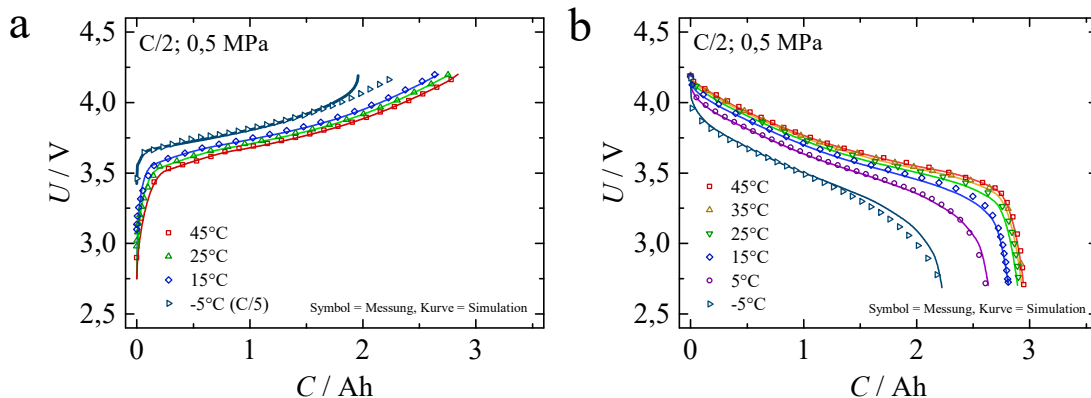 a
C/2; 0,5 MPa
4,5
4,0
3,5
3,0
2,5
U / V
45°C
25°C
15°C
-5°C (C/5)
Symbol = Messung, Kurve = Simulation
0
1
2
3
C / Ah
b
C/2; 0,5 MPa
4,5
4,0
3,5
3,0
2,5
U / V
45°C
35°C
25°C
15°C
5°C
-5°C
Symbol = Messung, Kurve = Simulation
0
1
2
3
C / Ah